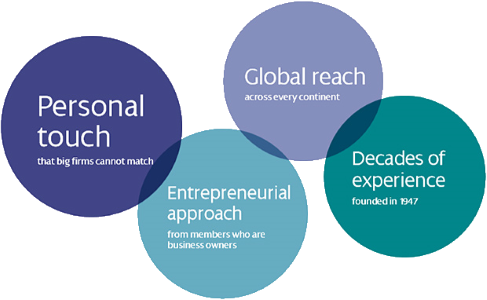 Personal
touch
that big firms cannot match
Global reach
across every continent
Entrepreneurial
approach
from members who are
business owners
Decades of
experience
founded in 1947